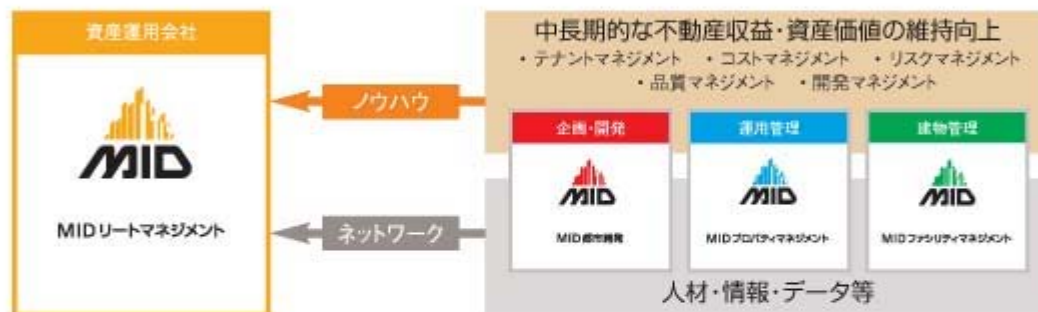 資産運用会社
MID
MIDリートマネジメント
ノウハウ
ネットワーク
中長期的な不動産収益・資産価値の維持向上
・テナントマネジメント ・コストマネジメント ・リスクマネジメント
・品質マネジメント ・開発マネジメント
企画・開発
MID
MID都市開発
運用管理
MID
MIDプロパティマネジメント
建物管理
MID
MIDファシリティマネジメント
人材・情報・データ等